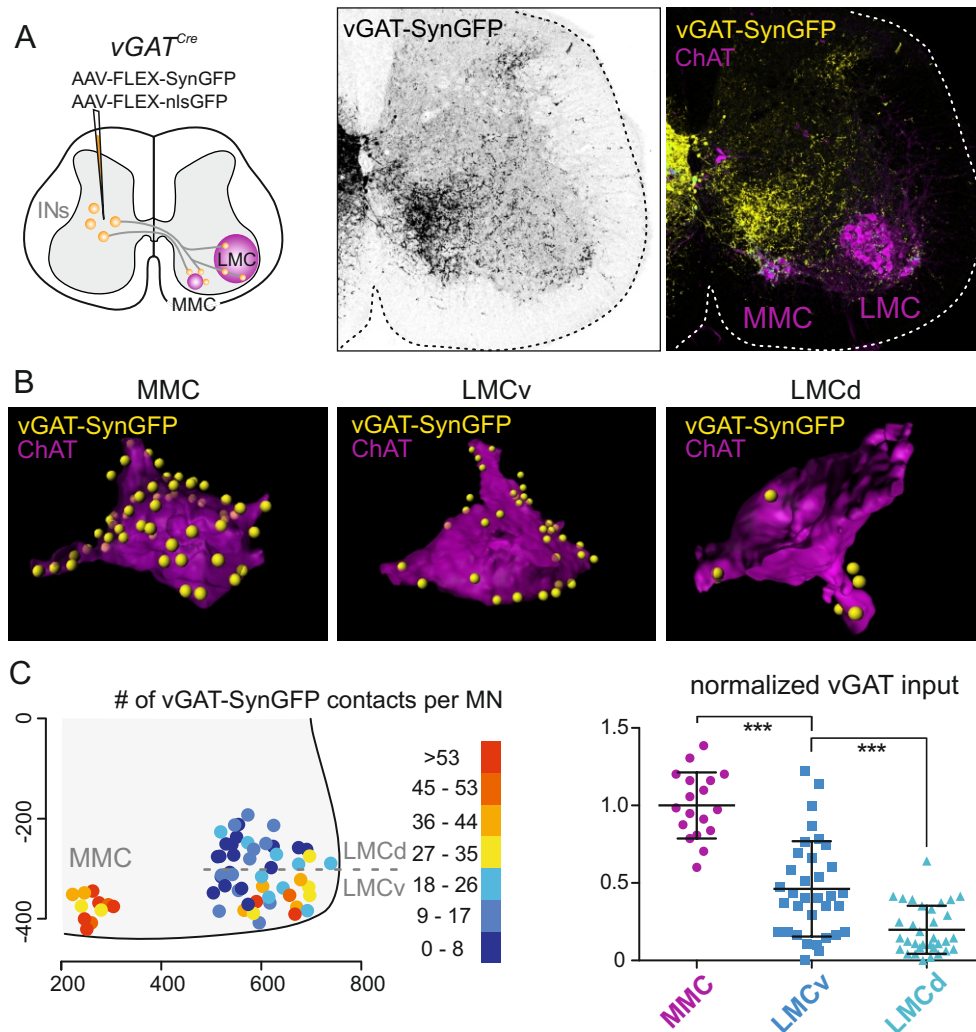 A
vGAT^Cre
AAV-FLEX-SynGFP
AAV-FLEX-nlsGFP
INs
LMC
MMC
vGAT-SynGFP
vGAT-SynGFP
ChAT
MMC
LMC
B
MMC
LMCv
LMCd
vGAT-SynGFP
ChAT
vGAT-SynGFP
ChAT
vGAT-SynGFP
ChAT
C
# of vGAT-SynGFP contacts per MN
0
-200
-400
200
400
600
800
MMC
LMCd
LMCv
>53
45 - 53
36 - 44
27 - 35
18 - 26
9 - 17
0 - 8
normalized vGAT input
1.5
1.0
0.5
0
***
***
MMC
LMCv
LMCd